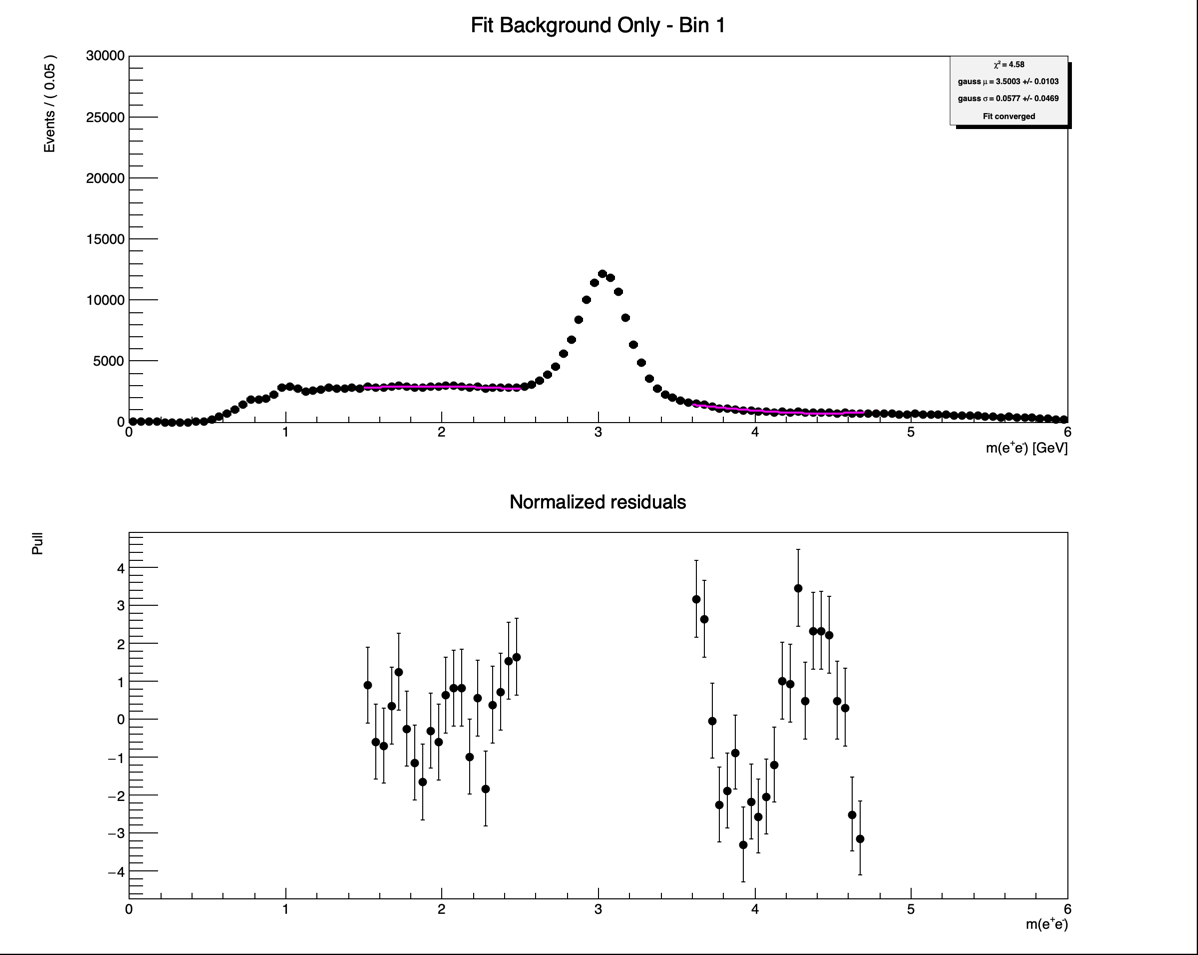 Fit Background Only - Bin 1
Events / ( 0.05 )
30000
25000
20000
15000
10000
5000
0
χ² = 4.58
gauss μ = 3.5003 +/- 0.0103
gauss σ = 0.0577 +/- 0.0469
Fit converged
0 1 2 3 4 5 6
m(e⁺e⁻) [GeV]
Normalized residuals
Pull
4
3
2
1
0
−1
−2
−3
−4
0 1 2 3 4 5 6
m(e⁺e⁻)